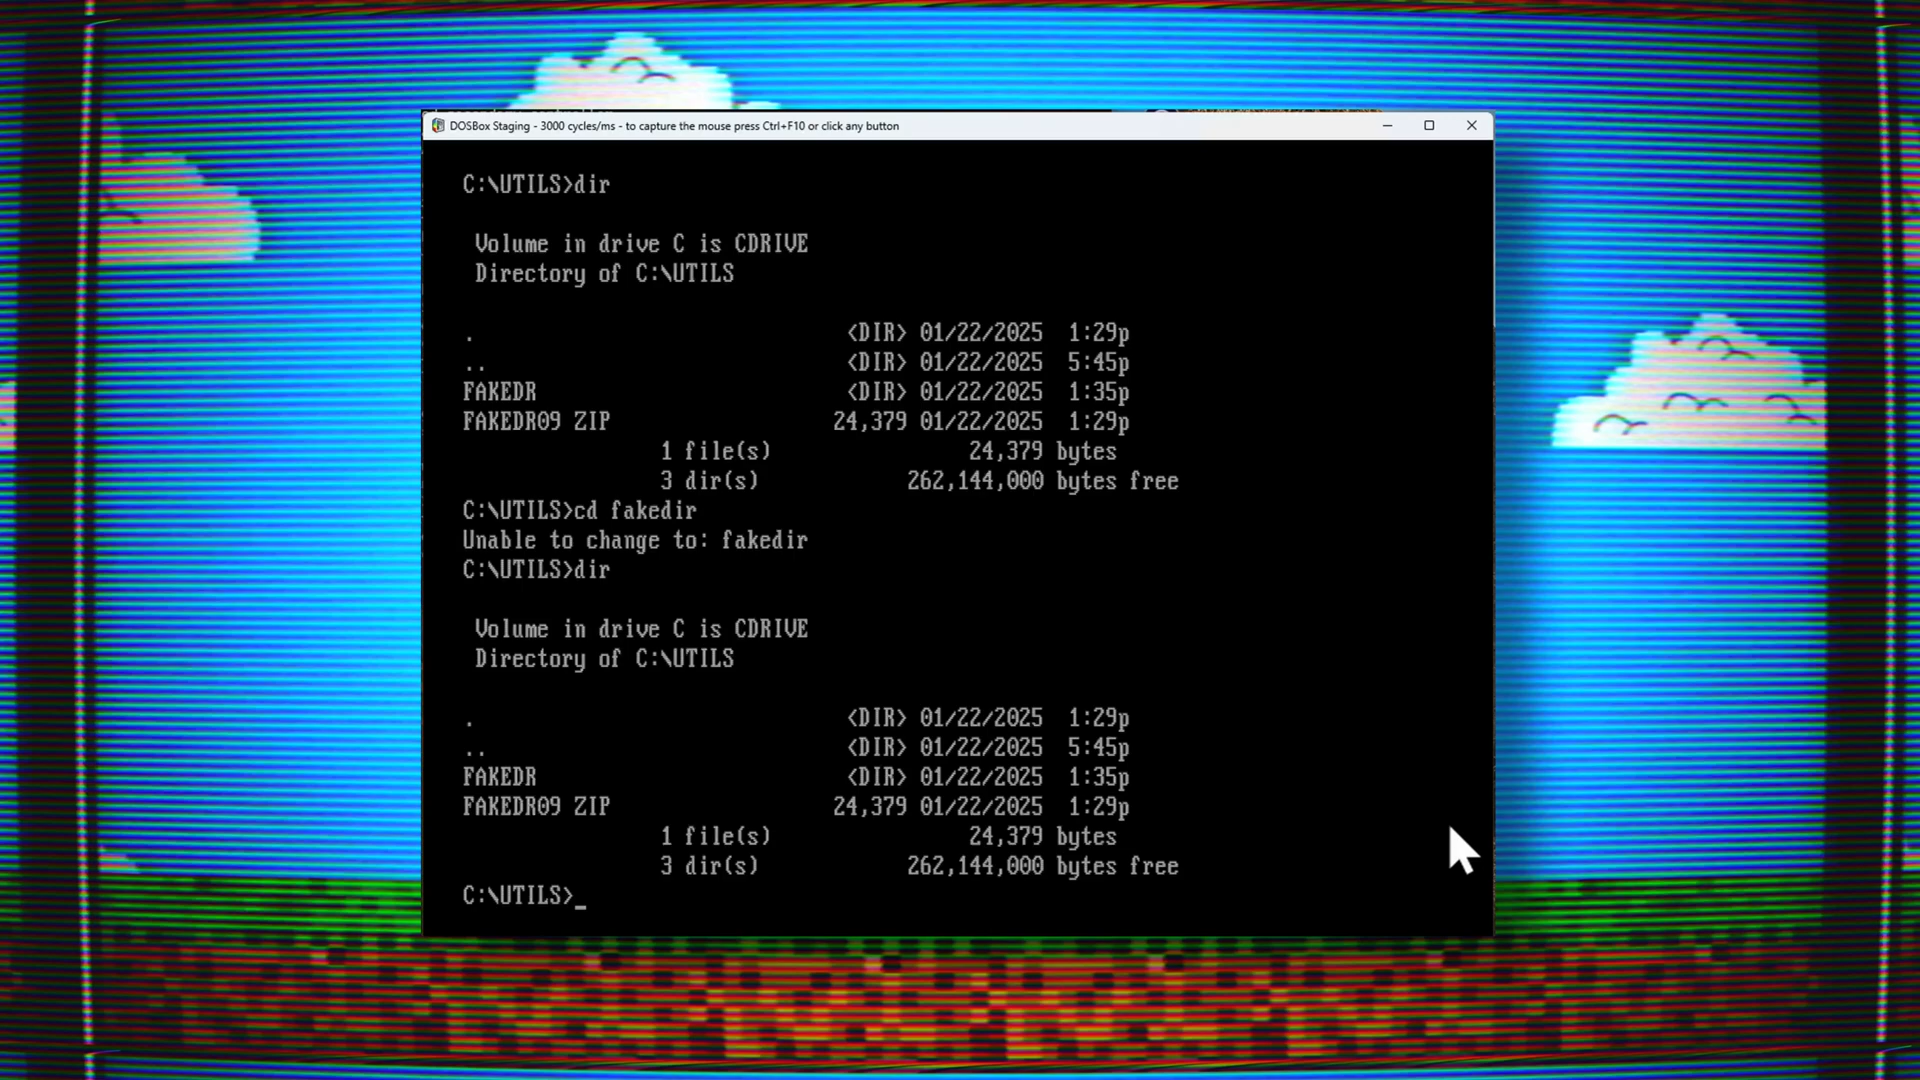 DOSBox Staging - 3000 cycles/ms - to capture the mouse press Ctrl+F10 or click any button
C:\UTILS>dir
Volume in drive C is CDRIVE
Directory of C:\UTILS
. <DIR> 01/22/2025 1:29p
.. <DIR> 01/22/2025 5:45p
FAKEDR <DIR> 01/22/2025 1:35p
FAKEDR09 ZIP 24,379 01/22/2025 1:29p
1 file(s) 24,379 bytes
3 dir(s) 262,144,000 bytes free
C:\UTILS>cd fakedir
Unable to change to: fakedir
C:\UTILS>dir
Volume in drive C is CDRIVE
Directory of C:\UTILS
. <DIR> 01/22/2025 1:29p
.. <DIR> 01/22/2025 5:45p
FAKEDR <DIR> 01/22/2025 1:35p
FAKEDR09 ZIP 24,379 01/22/2025 1:29p
1 file(s) 24,379 bytes
3 dir(s) 262,144,000 bytes free
C:\UTILS>_